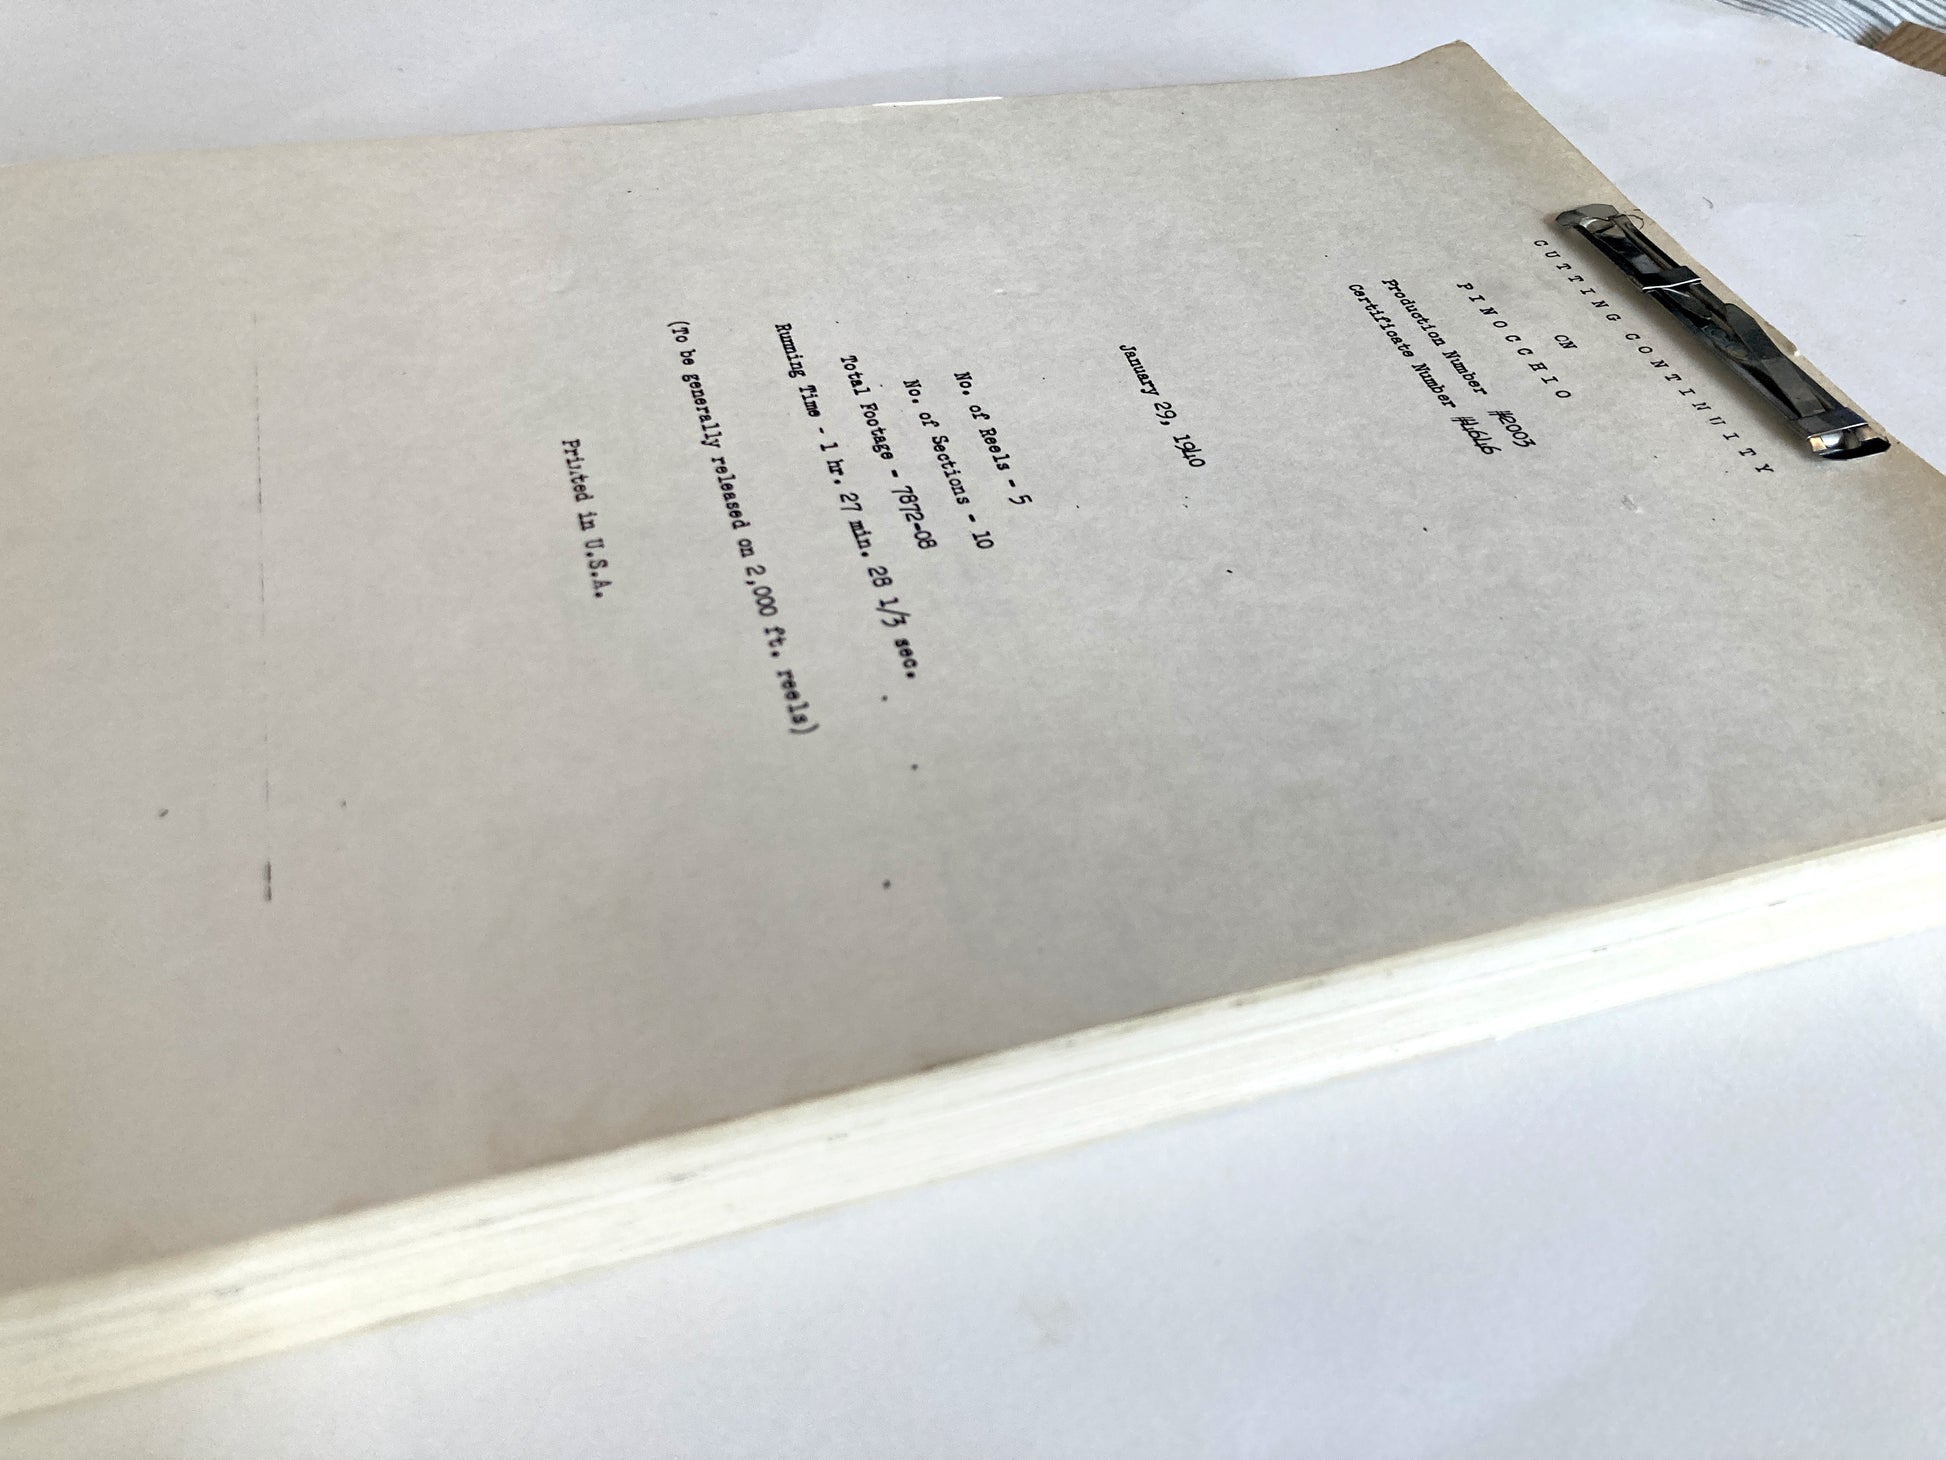 CUTTING CONTINUITY
ON
PINOCCHIO
Production Number #2003
Certificate Number #4646
January 29, 1940
No. of Reels - 5
No. of Sections - 10
Total Footage - 7872-08
Running Time - 1 hr. 27 min. 28 1/3 sec.
(To be generally released on 2,000 ft. reels)
Printed in U.S.A.